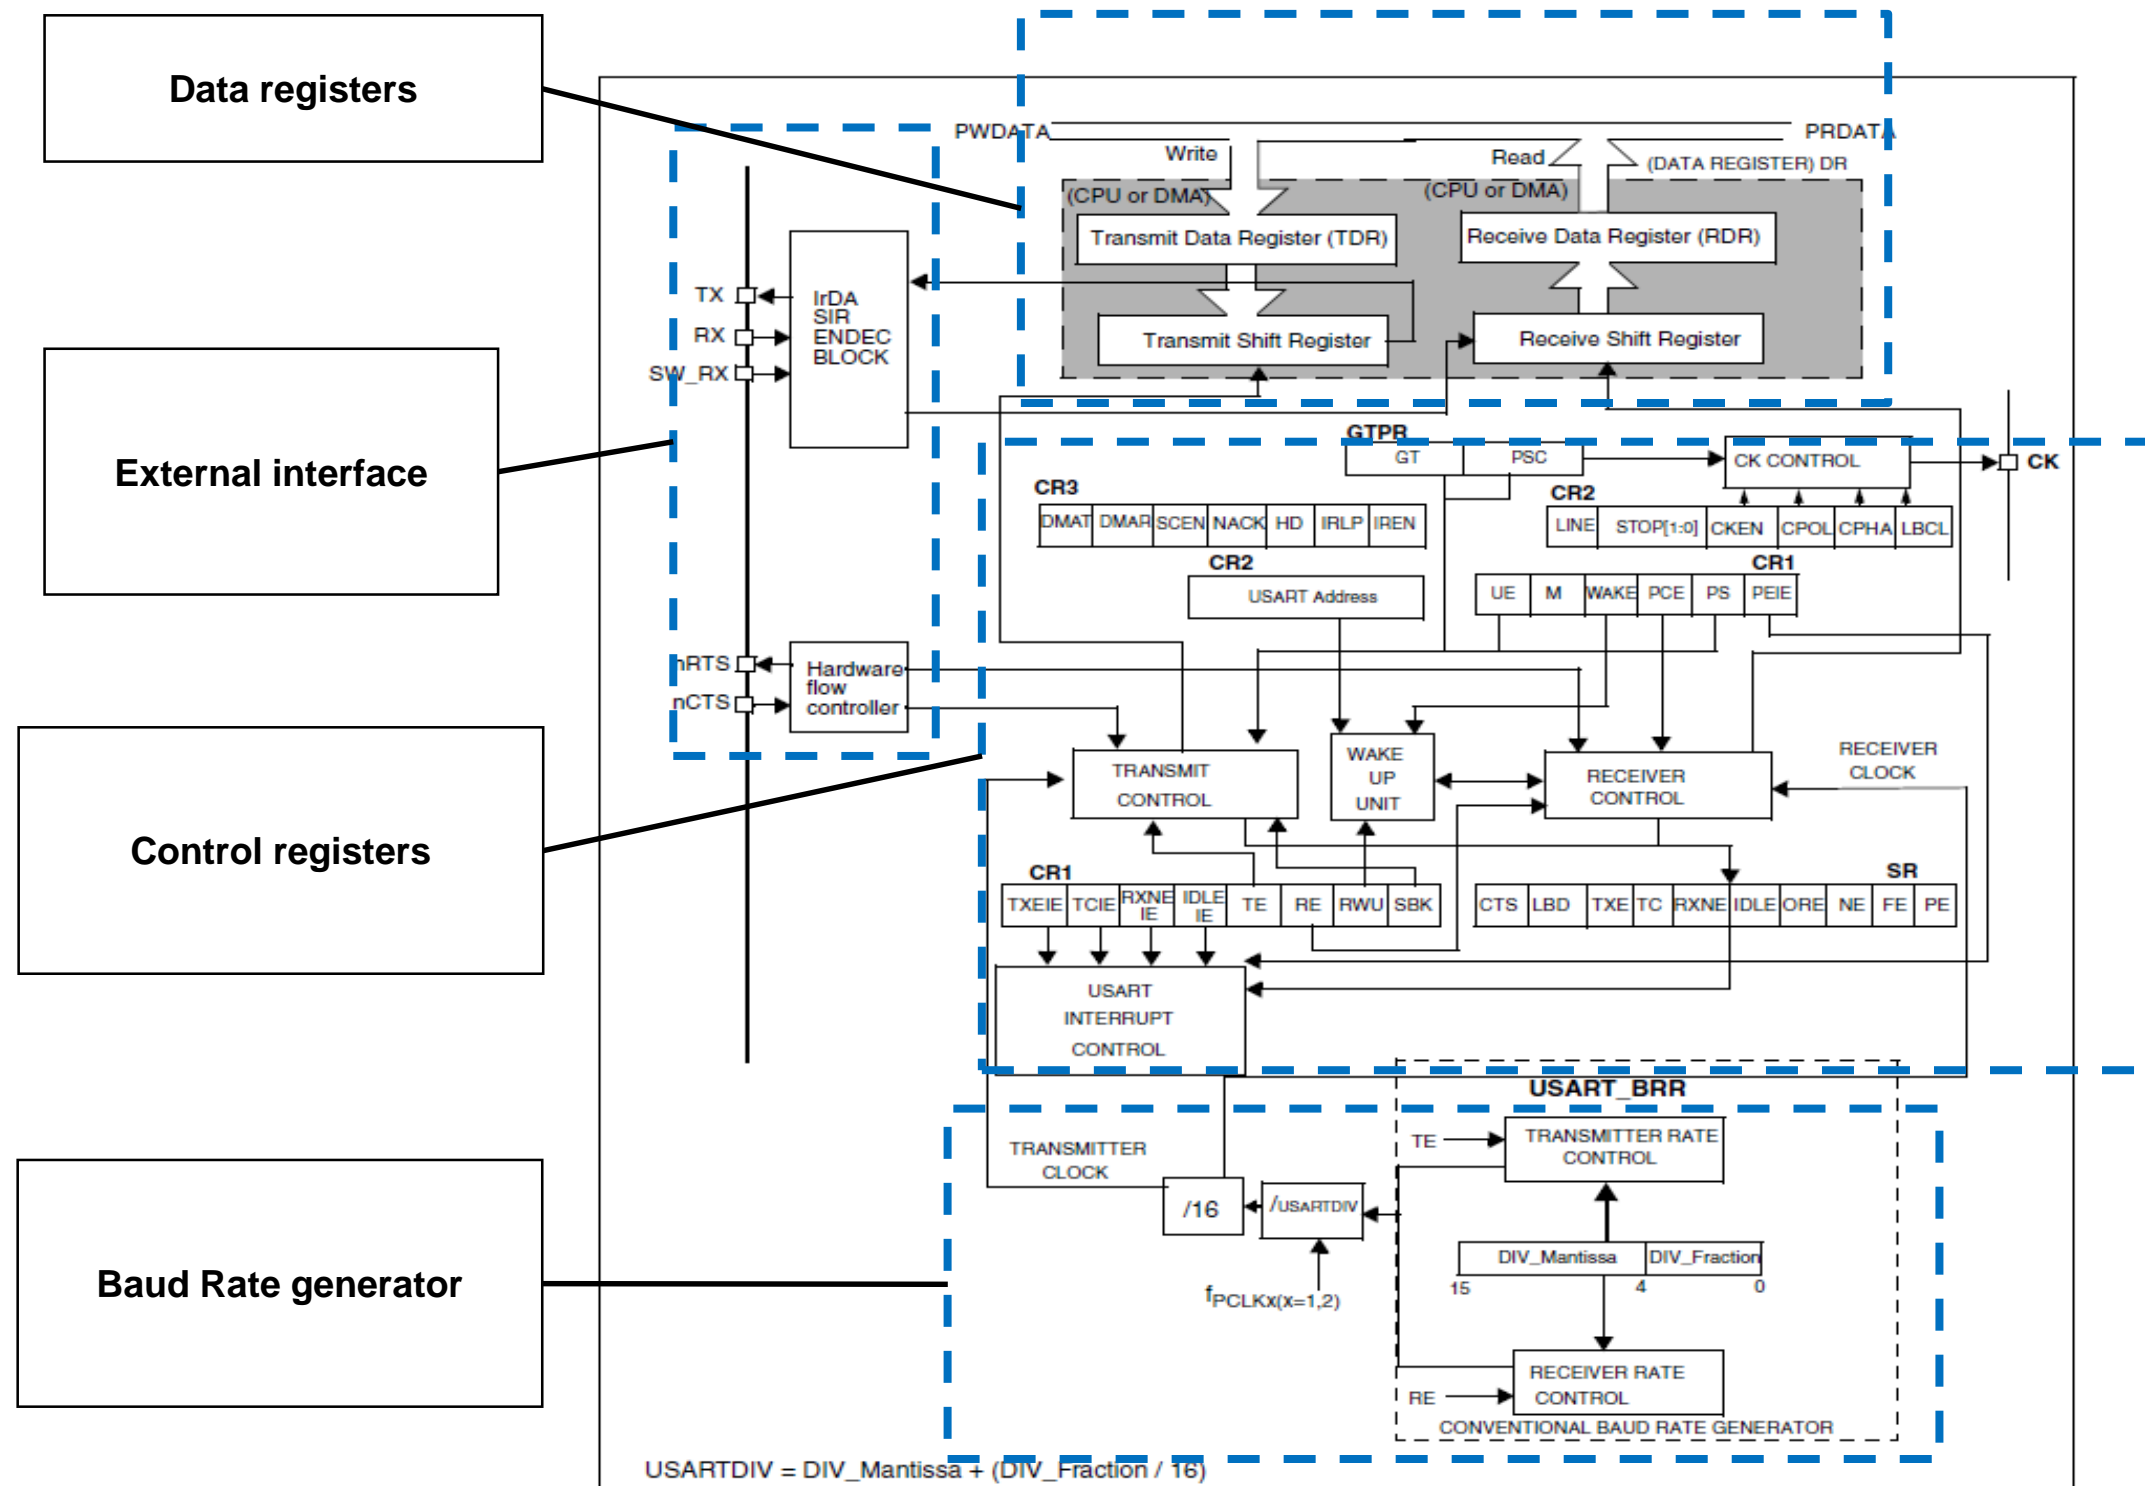 Data registers
External interface
Control registers
Baud Rate generator
PWDATA
PRDATA
Write
Read
(DATA REGISTER) DR
(CPU or DMA)
(CPU or DMA)
Transmit Data Register (TDR)
Receive Data Register (RDR)
Transmit Shift Register
Receive Shift Register
TX
RX
SW_RX
IrDA
SIR
ENDEC
BLOCK
GTPR
GT
PSC
CK CONTROL
CK
CR3
DMAT
DMAR
SCEN
NACK
HD
IRLP
IREN
CR2
LINE
STOP[1:0]
CKEN
CPOL
CPHA
LBCL
CR2
USART Address
CR1
UE
M
WAKE
PCE
PS
PEIE
nRTS
nCTS
Hardware
flow
controller
TRANSMIT
CONTROL
WAKE
UP
UNIT
RECEIVER
CONTROL
RECEIVER
CLOCK
CR1
TXEIE
TCIE
RXNE
IE
IDLE
IE
TE
RE
RWU
SBK
SR
CTS
LBD
TXE
TC
RXNE
IDLE
ORE
NE
FE
PE
USART
INTERRUPT
CONTROL
USART_BRR
TRANSMITTER
CLOCK
/16
/USARTDIV
fPCLKx(x=1,2)
TE
TRANSMITTER RATE
CONTROL
DIV_Mantissa
DIV_Fraction
15
4
0
RE
RECEIVER RATE
CONTROL
CONVENTIONAL BAUD RATE GENERATOR
USARTDIV = DIV_Mantissa + (DIV_Fraction / 16)